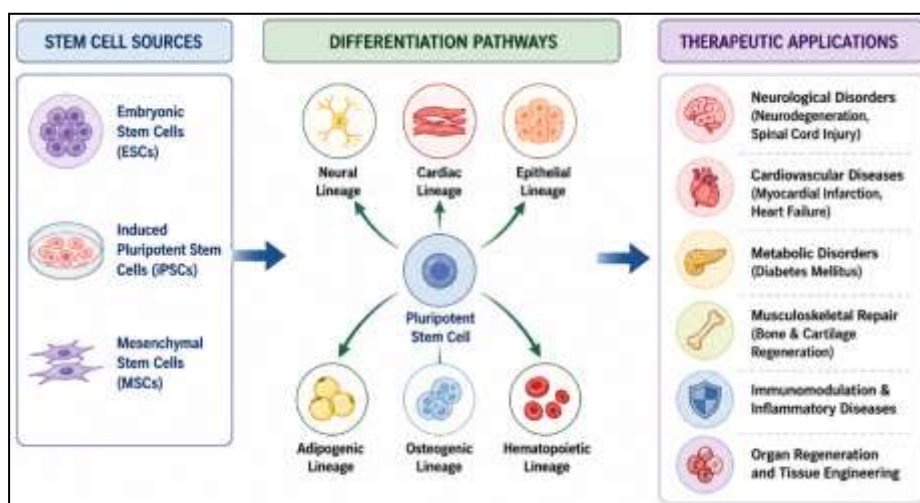 STEM CELL SOURCES
Embryonic
Stem Cells
(ESCs)
Induced
Pluripotent Stem
Cells (iPSCs)
Mesenchymal
Stem Cells
(MSCs)
DIFFERENTIATION PATHWAYS
Neural
Lineage
Cardiac
Lineage
Epithelial
Lineage
Pluripotent
Stem Cell
Adipogenic
Lineage
Osteogenic
Lineage
Hematopoietic
Lineage
THERAPEUTIC APPLICATIONS
Neurological Disorders
(Neurodegeneration,
Spinal Cord Injury)
Cardiovascular Diseases
(Myocardial Infarction,
Heart Failure)
Metabolic Disorders
(Diabetes Mellitus)
Musculoskeletal Repair
(Bone & Cartilage
Regeneration)
Immunomodulation &
Inflammatory Diseases
Organ Regeneration
and Tissue Engineering